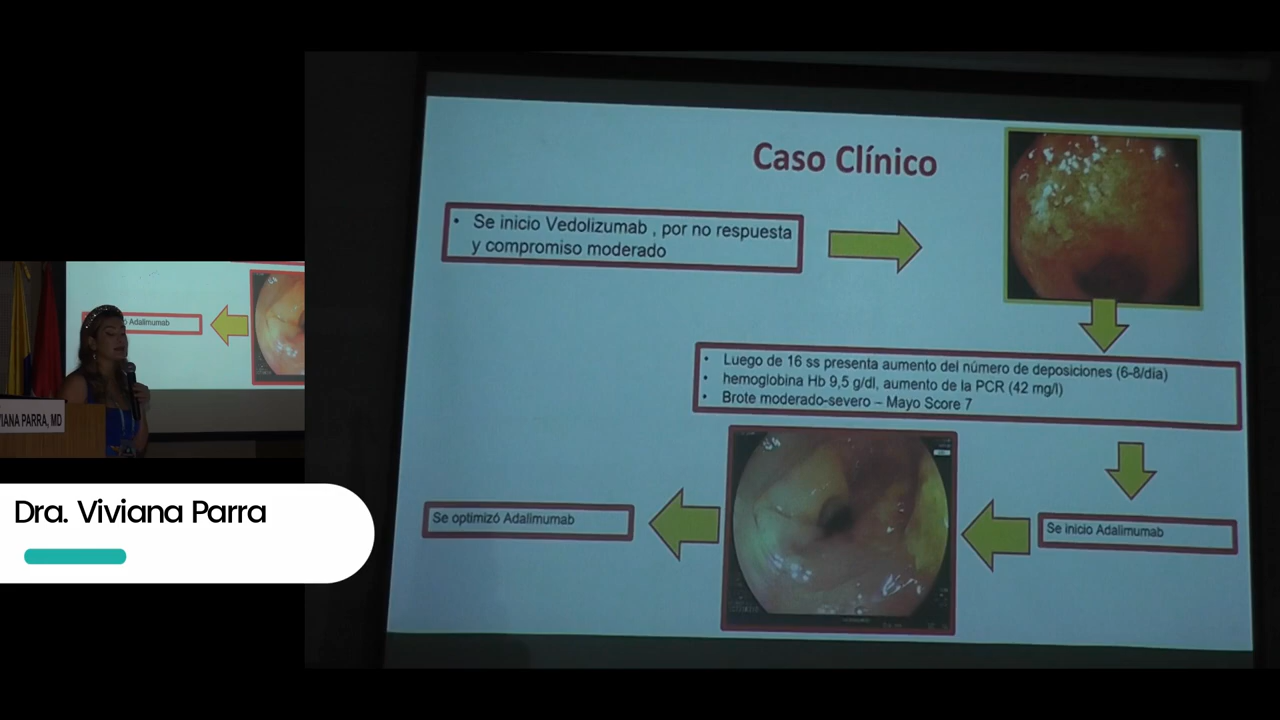 Caso Clínico
• Se inicio Vedolizumab , por no respuesta
y compromiso moderado
• Luego de 16 ss presenta aumento del número de deposiciones (6-8/día)
• hemoglobina Hb 9,5 g/dl, aumento de la PCR (42 mg/l)
• Brote moderado-severo – Mayo Score 7
Se optimizó Adalimumab
Se inicio Adalimumab
Adalimumab
VIANA PARRA, MD
Dra. Viviana Parra